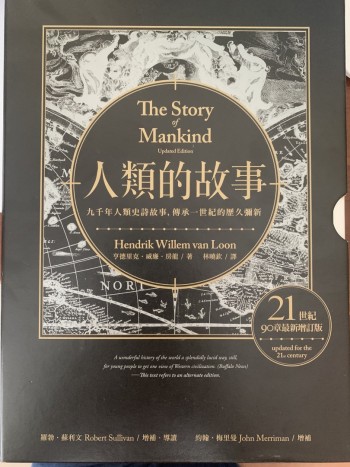 The Story
of
Mankind
Updated Edition
人類的故事
九千年人類史詩故事，傳承一世紀的歷久彌新
Hendrik Willem van Loon
亨德里克・威廉・房龍 / 著 林曉欽 / 譯
NORI
21世紀
90章最新增訂版
updated for the
21st century
A wonderful history of the world a splendidly lucid way still,
for young people to get one view of Western civilization. (Buffalo News)
—This text refers to an alternate edition.
羅勃・蘇利文 Robert Sullivan / 增補・導讀 約翰・梅里曼 John Merriman / 增補